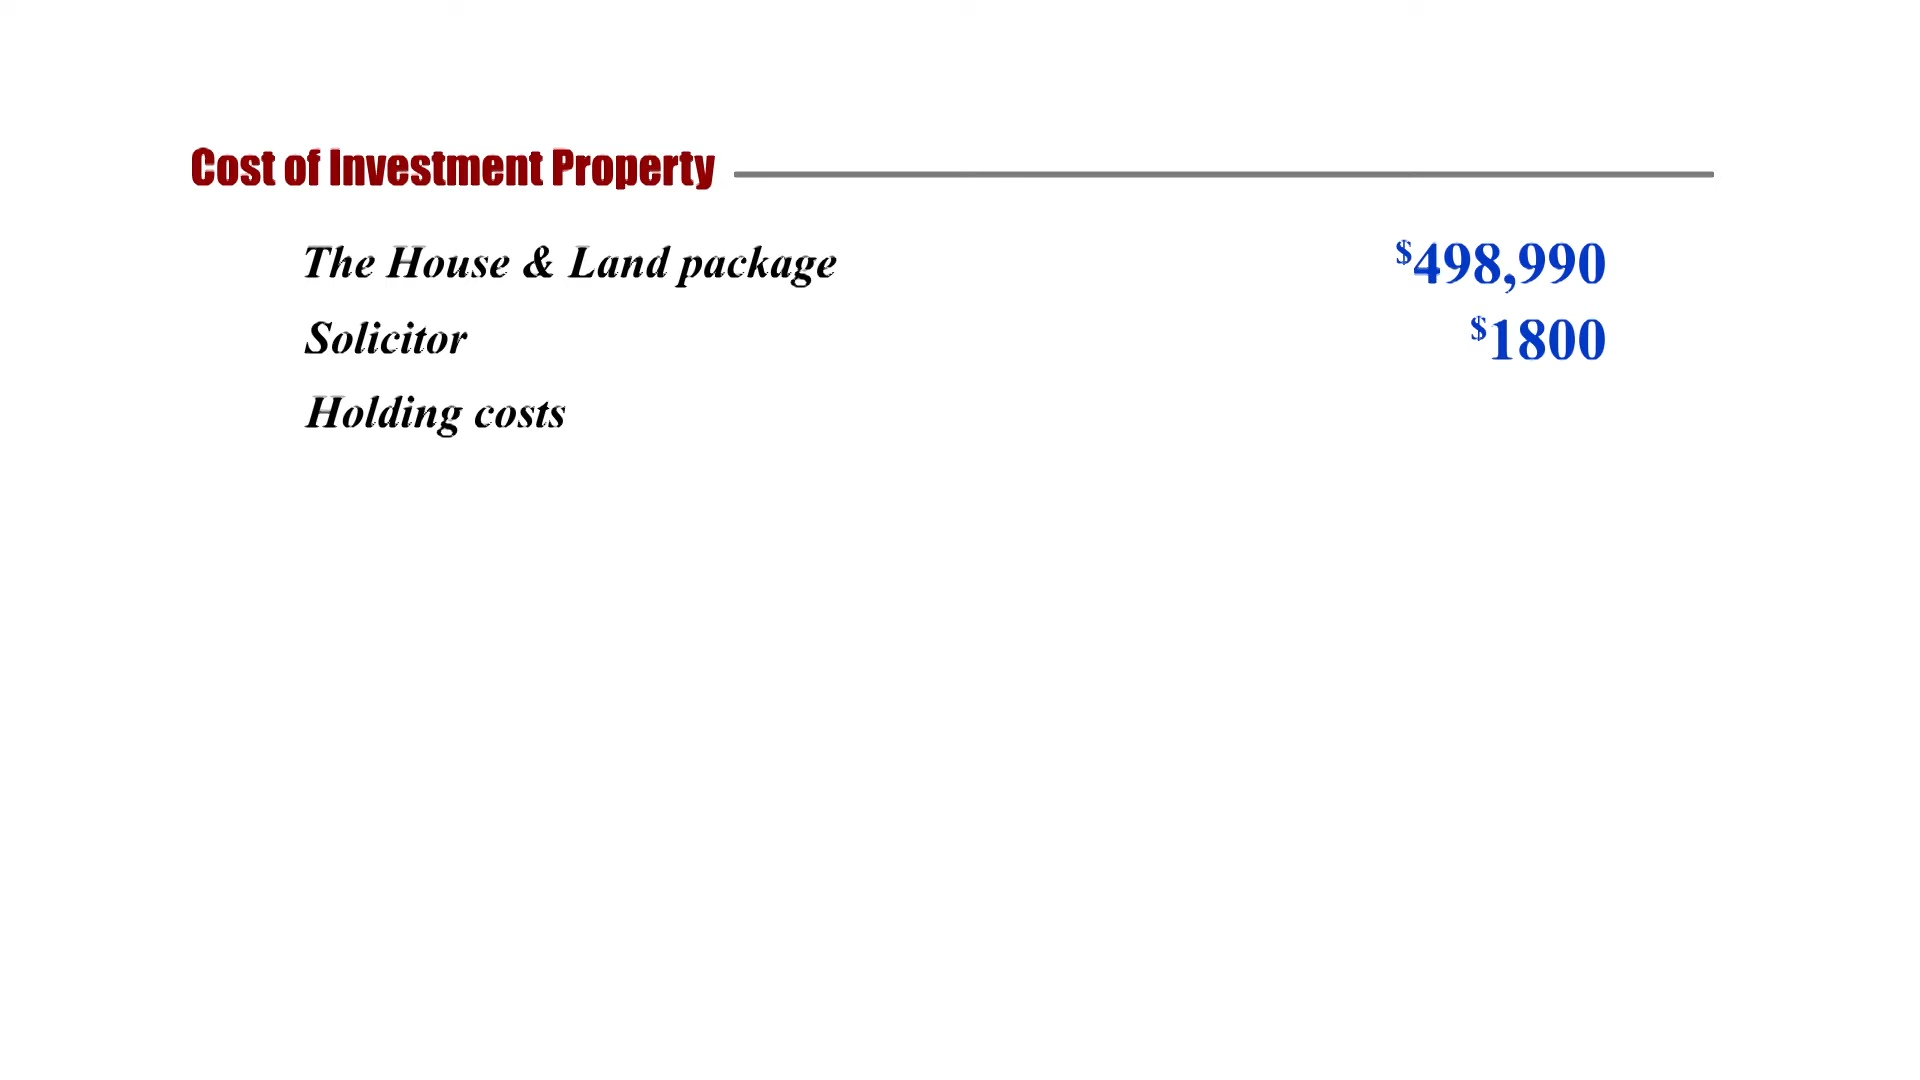 Cost of Investment Property
The House & Land package $498,990
Solicitor $1800
Holding costs